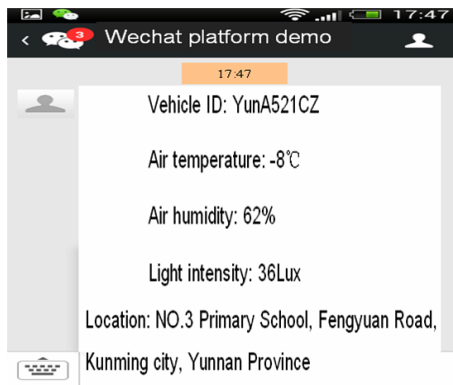 17:47
3
Wechat platform demo
17:47
Vehicle ID: YunA521CZ
Air temperature: -8℃
Air humidity: 62%
Light intensity: 36Lux
Location: NO.3 Primary School, Fengyuan Road,
Kunming city, Yunnan Province